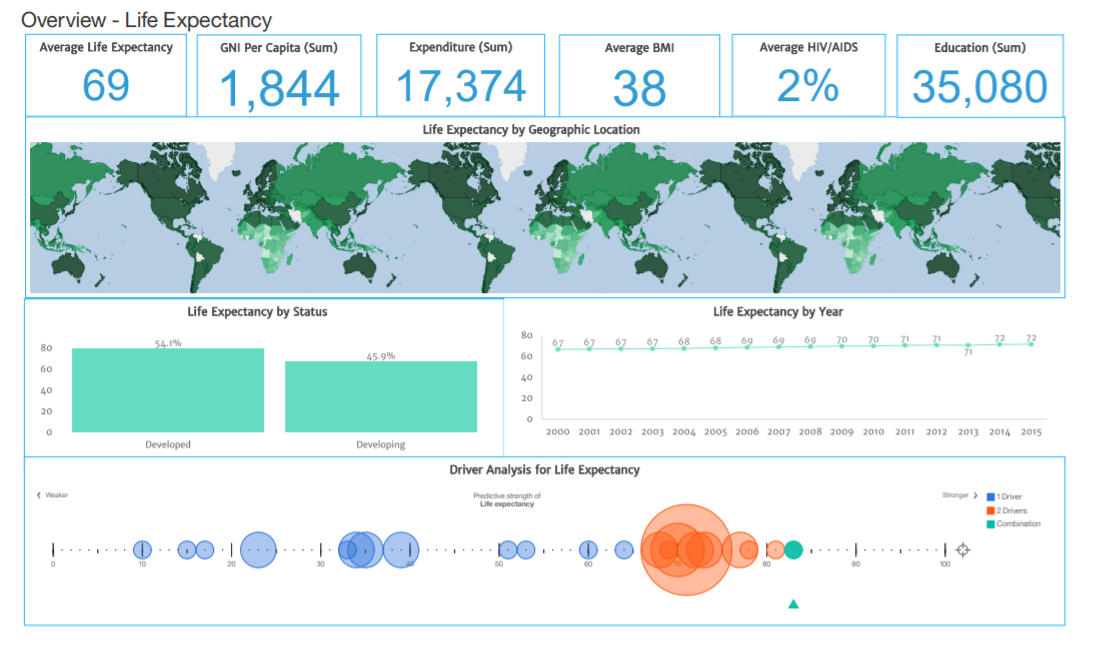 Overview - Life Expectancy
Average Life Expectancy
69
GNI Per Capita (Sum)
1,844
Expenditure (Sum)
17,374
Average BMI
38
Average HIV/AIDS
2%
Education (Sum)
35,080
Life Expectancy by Geographic Location
Life Expectancy by Status
80
60
40
20
0
54.1%
45.9%
Developed
Developing
Life Expectancy by Year
80
60
40
20
0
67 67 67 67 68 68 69 69 69 70 70 71 71 71 72 72
2000 2001 2002 2003 2004 2005 2006 2007 2008 2009 2010 2011 2012 2013 2014 2015
Driver Analysis for Life Expectancy
Weaker
Predictive strength of
Life expectancy
Stronger
1 Driver
2 Drivers
Combination
0 10 20 30 40 50 60 70 80 90 100